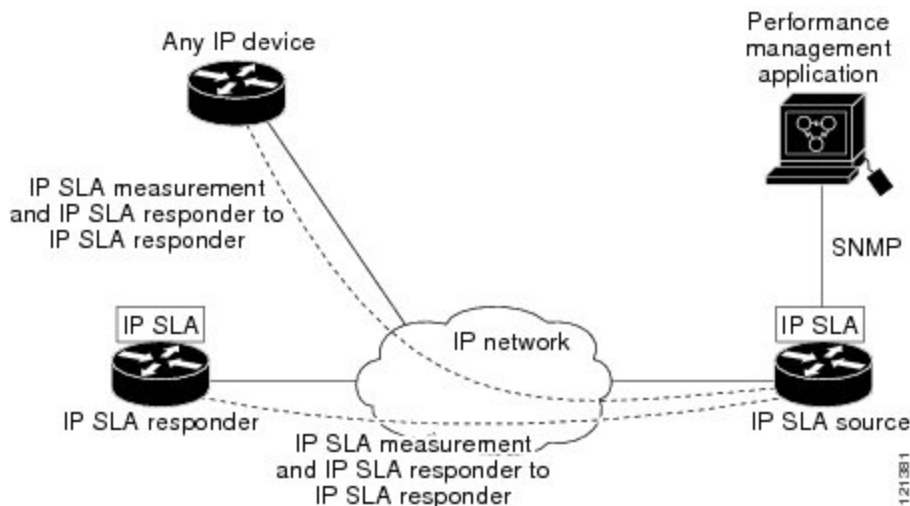 Any IP device
Performance
management
application
IP SLA measurement
and IP SLA responder to
IP SLA responder
SNMP
IP SLA
IP network
IP SLA
IP SLA responder
IP SLA source
IP SLA measurement
and IP SLA responder to
IP SLA responder
121381